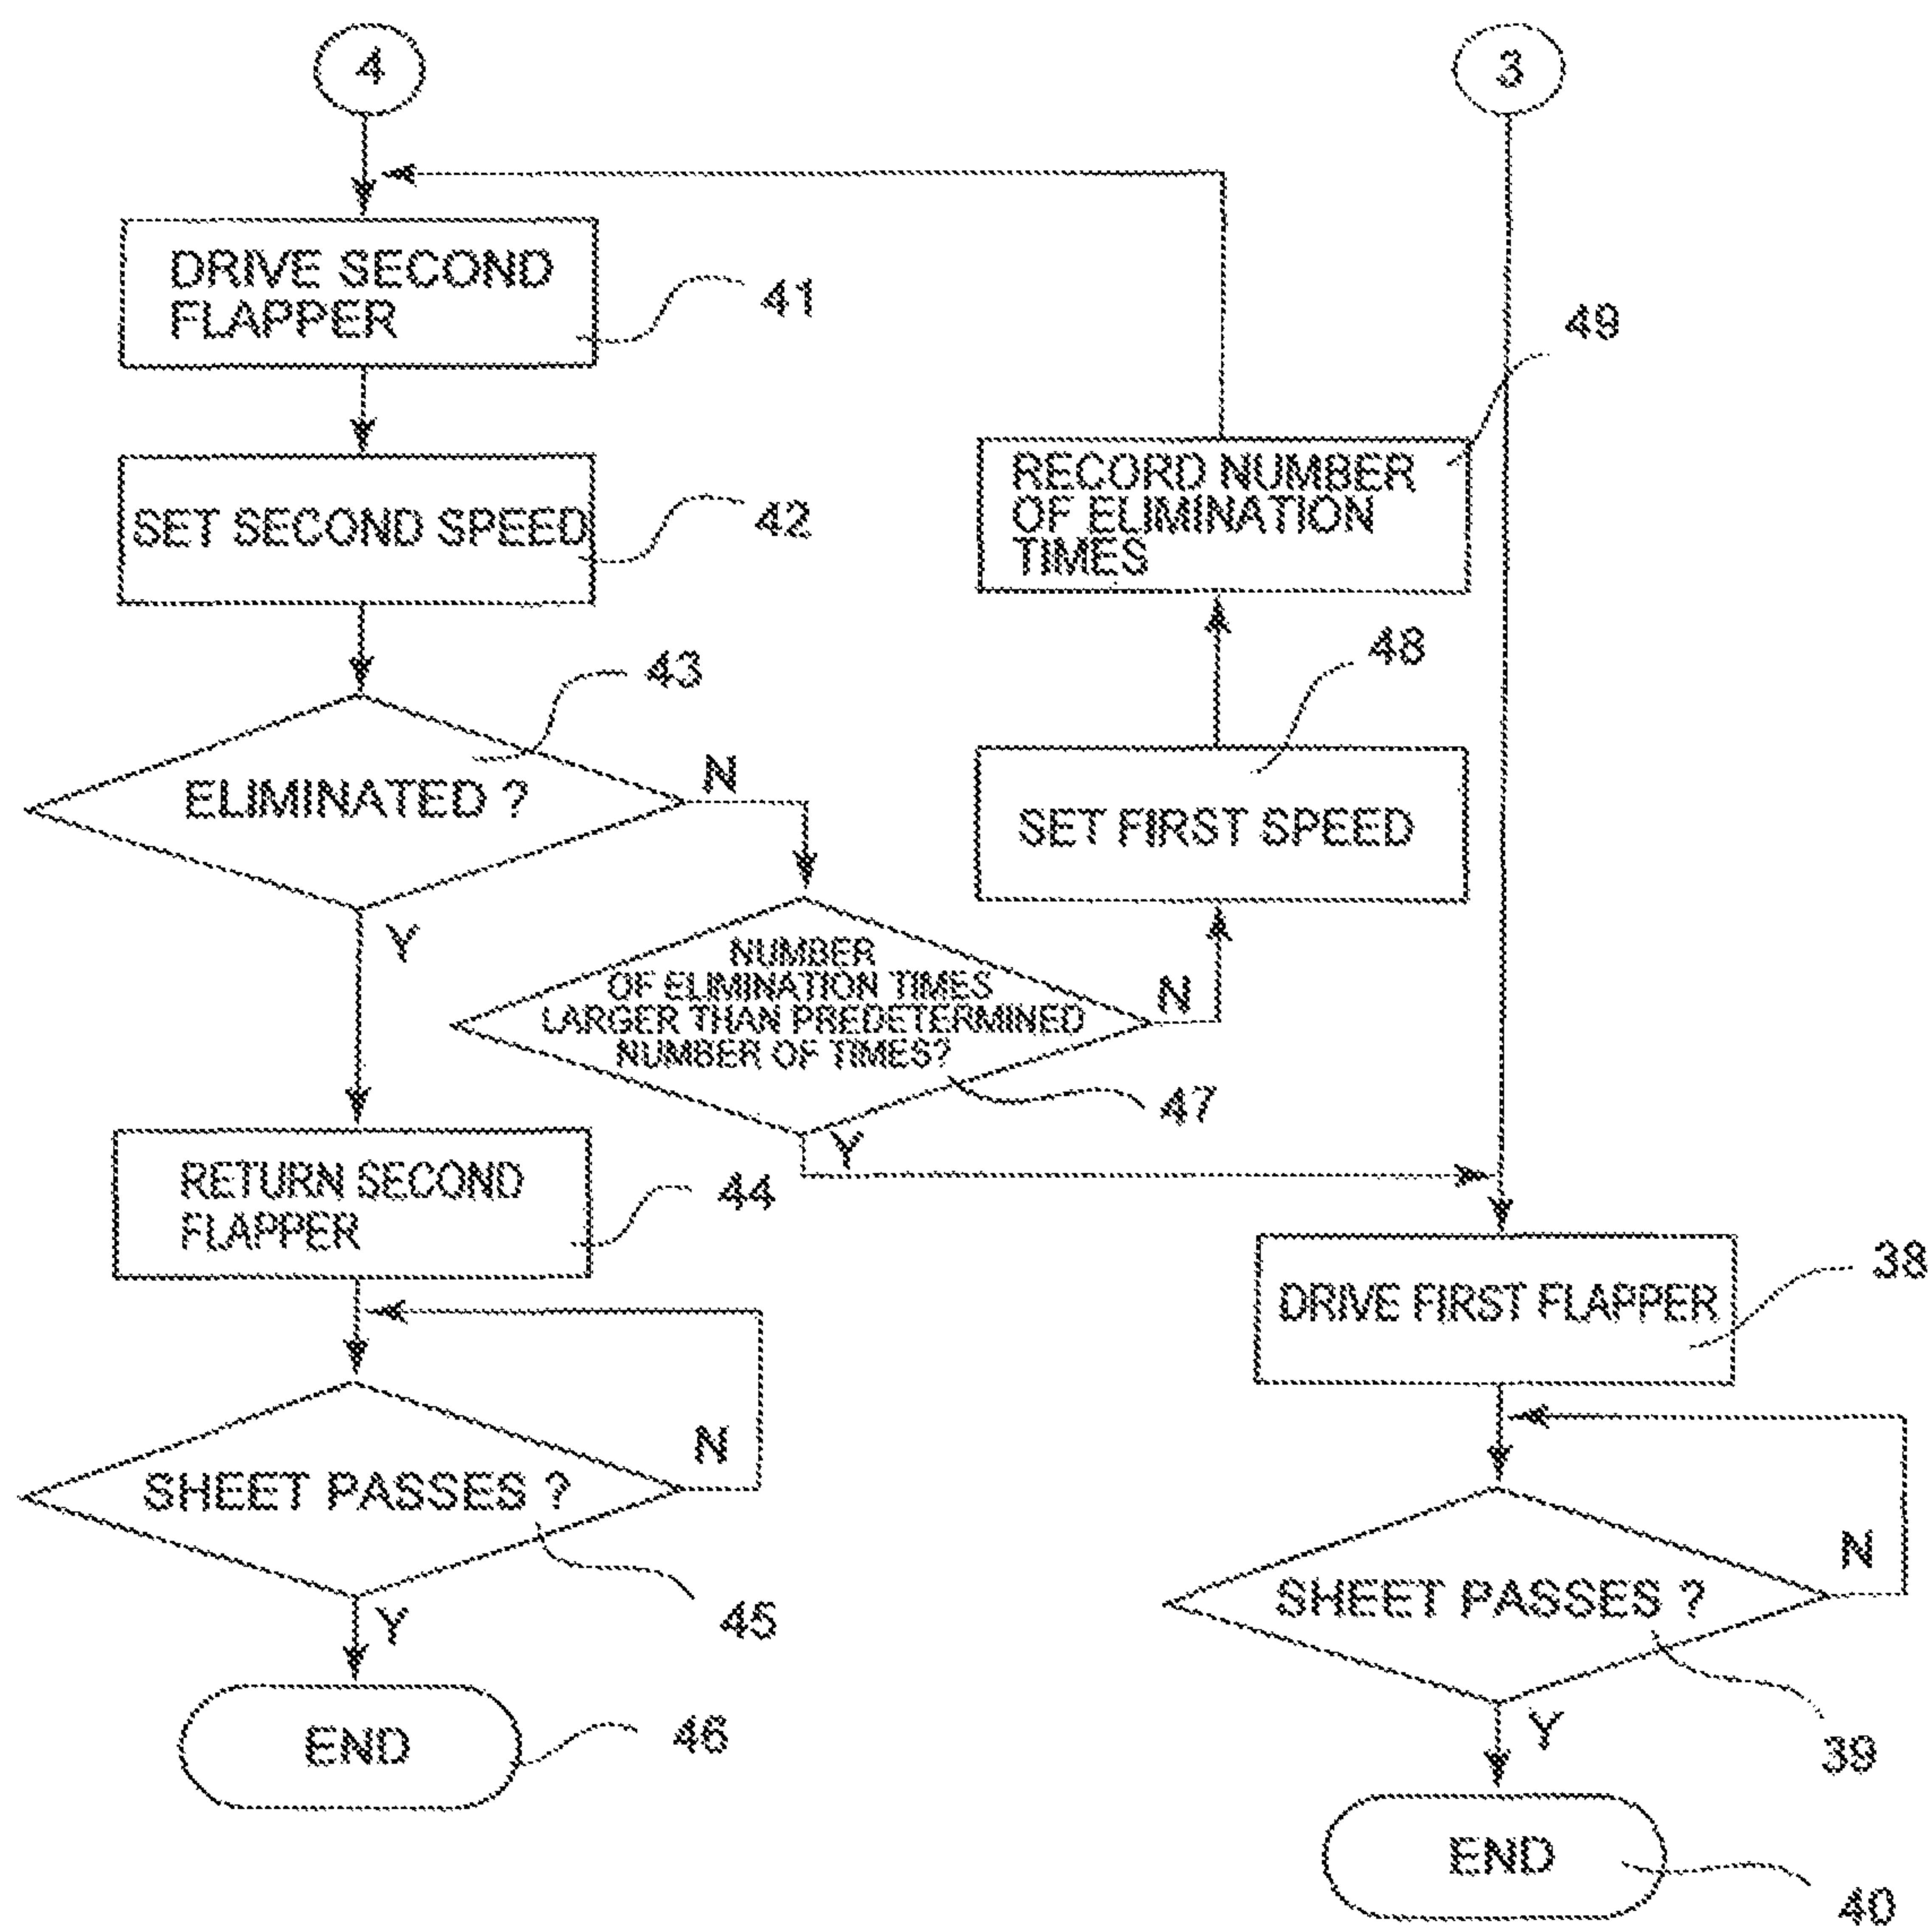 4
3
DRIVE SECOND
FLAPPER
41
49
SET SECOND SPEED
42
RECORD NUMBER
OF ELIMINATION
TIMES
43
48
ELIMINATED ?
N
SET FIRST SPEED
Y
NUMBER
OF ELIMINATION TIMES
LARGER THAN PREDETERMINED
NUMBER OF TIMES?
N
47
Y
RETURN SECOND
FLAPPER
44
38
DRIVE FIRST FLAPPER
N
SHEET PASSES ?
45
Y
N
SHEET PASSES ?
39
Y
END
46
END
40